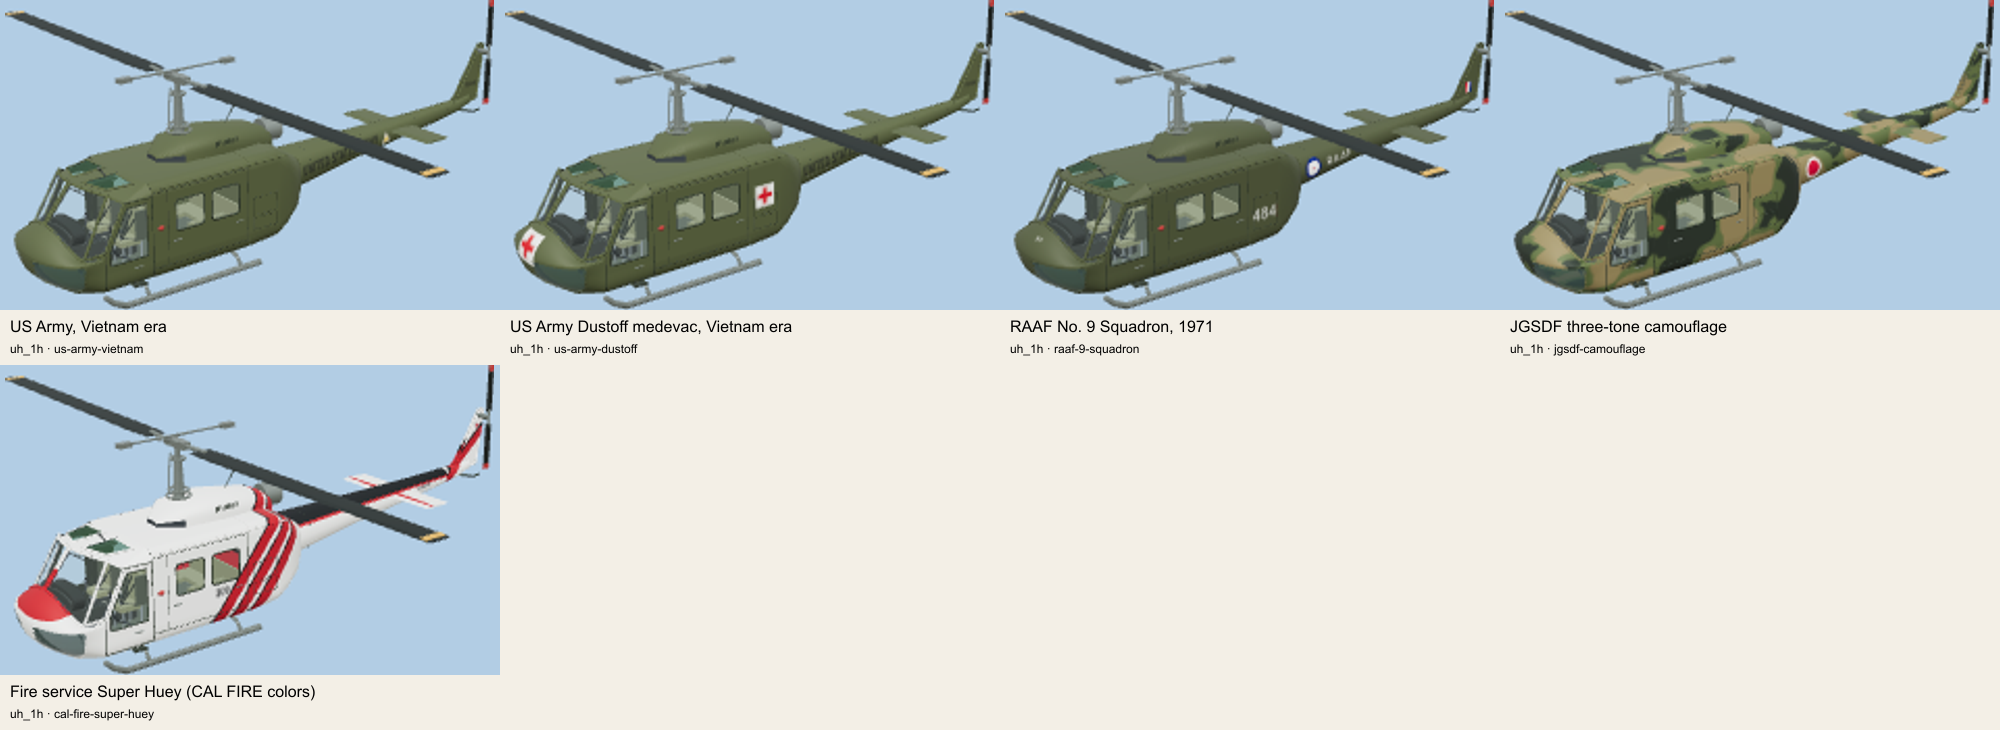 484
US Army, Vietnam era
uh_1h · us-army-vietnam
US Army Dustoff medevac, Vietnam era
uh_1h · us-army-dustoff
RAAF No. 9 Squadron, 1971
uh_1h · raaf-9-squadron
JGSDF three-tone camouflage
uh_1h · jgsdf-camouflage
Fire service Super Huey (CAL FIRE colors)
uh_1h · cal-fire-super-huey